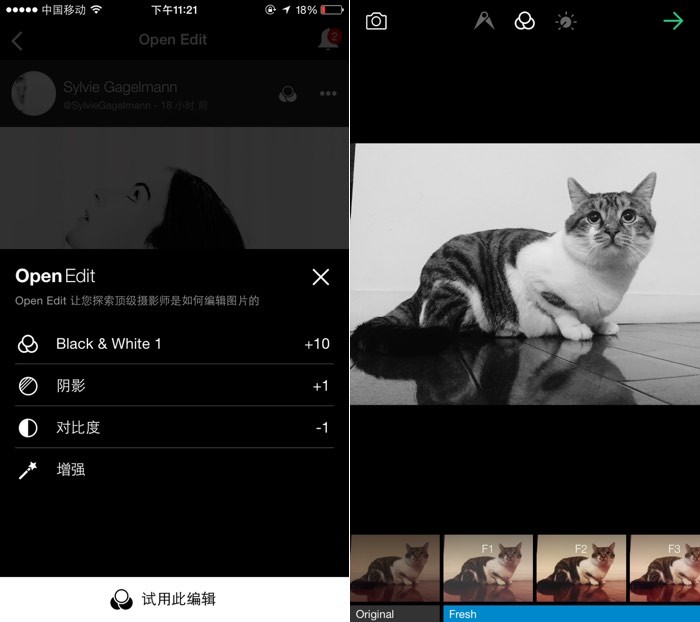 中国移动 下午11:21 18%
Open Edit 2
Sylvie Gagelmann
@SylvieGagelmann - 18 小时 前
Open Edit
Open Edit 让您探索顶级摄影师是如何编辑图片的
Black & White 1 +10
阴影 +1
对比度 -1
增强
试用此编辑
F1 F2 F3
Original Fresh